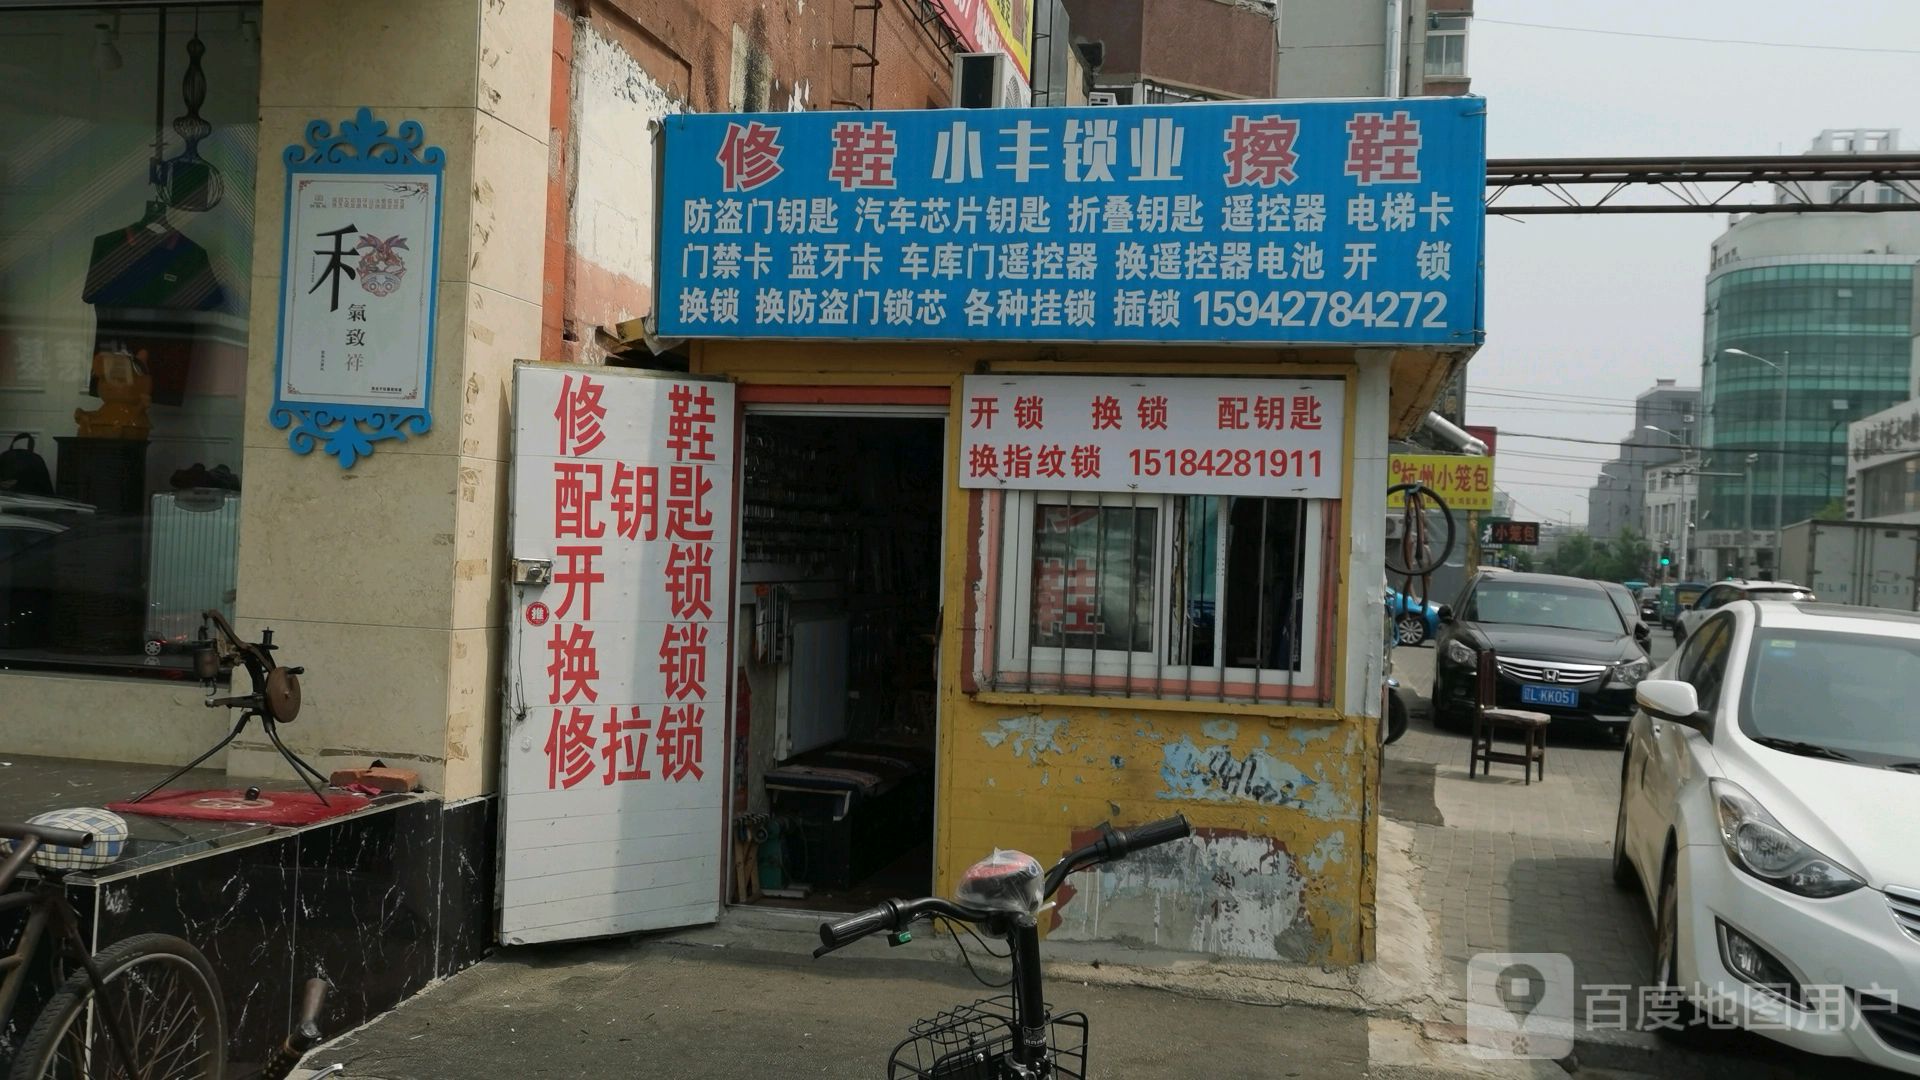 修 鞋 小丰锁业 擦 鞋
防盗门钥匙 汽车芯片钥匙 折叠钥匙 遥控器 电梯卡
门禁卡 蓝牙卡 车库门遥控器 换遥控器电池 开 锁
换锁 换防盗门锁芯 各种挂锁 插锁 15942784272
开锁 换锁 配钥匙
换指纹锁 15184281911
修 鞋
配钥匙
开 锁
换 锁
修拉锁
推
鞋
和
氣
致
祥
杭州小笼包
小笼包
辽L·KK051
百度地图用户